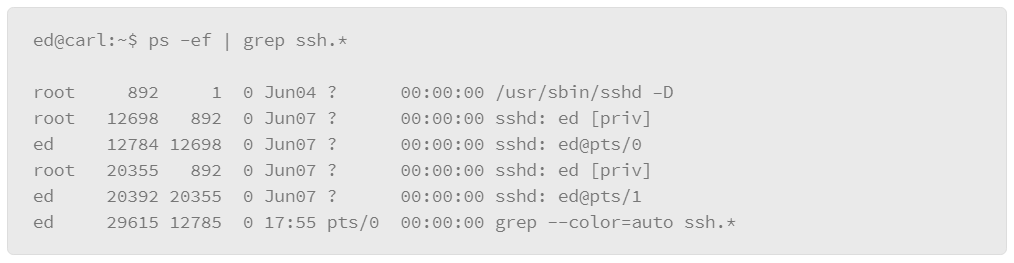 ed@carl:~$ ps -ef | grep ssh.*
root     892     1  0 Jun04 ?      00:00:00 /usr/sbin/sshd -D
root   12698   892  0 Jun07 ?      00:00:00 sshd: ed [priv]
ed     12784 12698  0 Jun07 ?      00:00:00 sshd: ed@pts/0
root   20355   892  0 Jun07 ?      00:00:00 sshd: ed [priv]
ed     20392 20355  0 Jun07 ?      00:00:00 sshd: ed@pts/1
ed     29615 12785  0 17:55 pts/0  00:00:00 grep --color=auto ssh.*